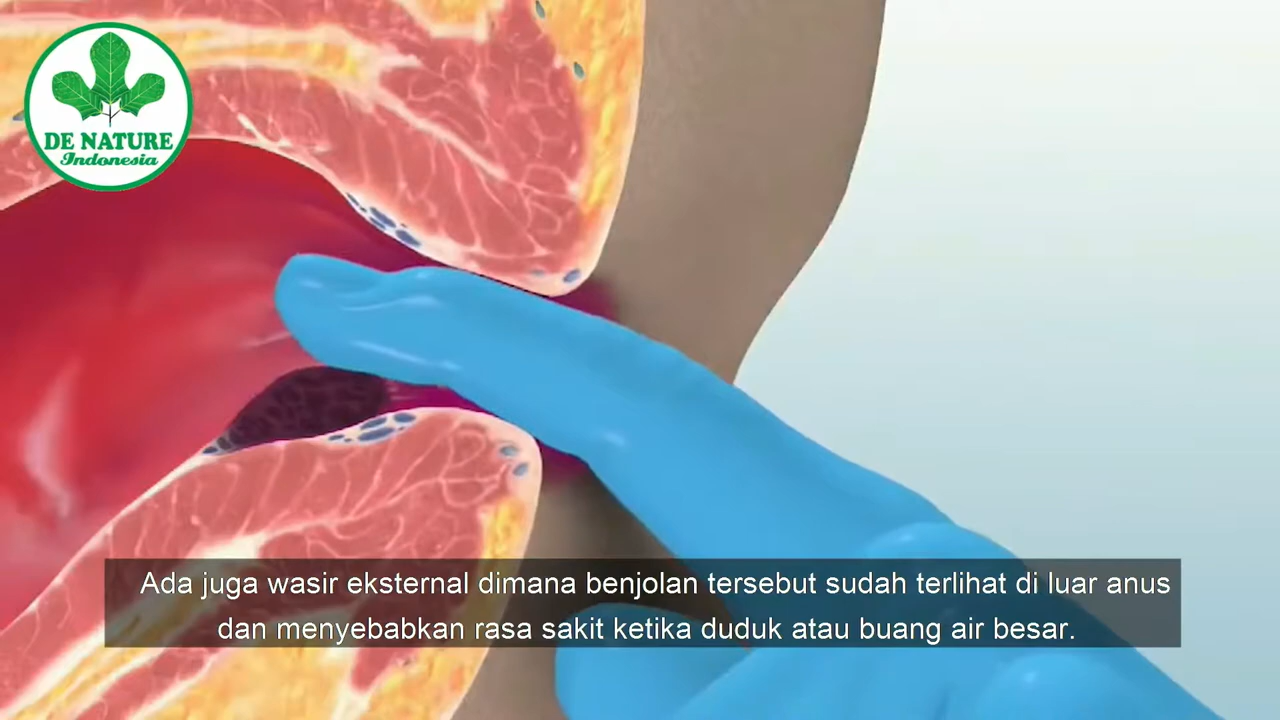 DE NATURE
Indonesia
Ada juga wasir eksternal dimana benjolan tersebut sudah terlihat di luar anus
dan menyebabkan rasa sakit ketika duduk atau buang air besar.